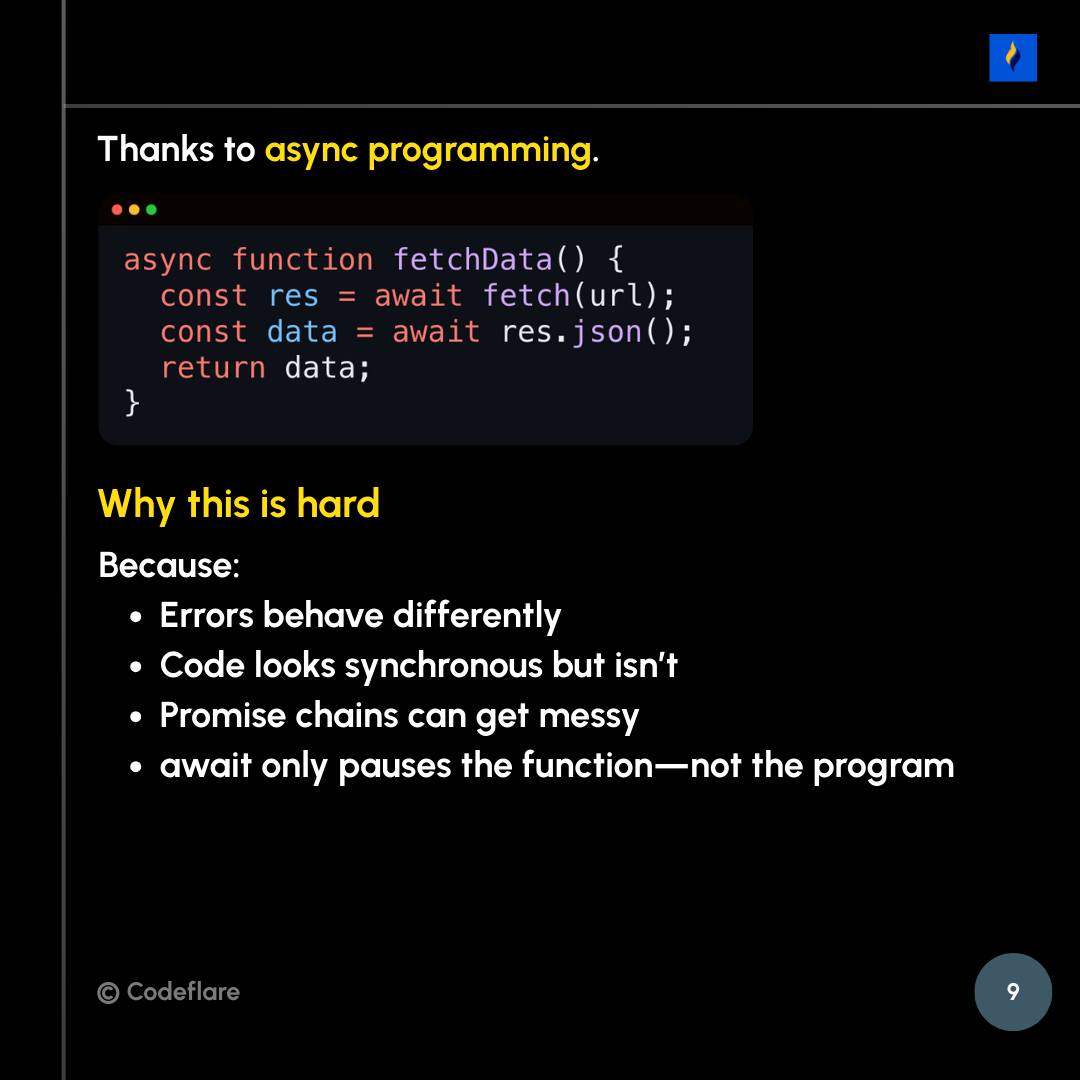 Thanks to async programming.
async function fetchData() {
  const res = await fetch(url);
  const data = await res.json();
  return data;
}
Why this is hard
Because:
• Errors behave differently
• Code looks synchronous but isn’t
• Promise chains can get messy
• await only pauses the function—not the program
© Codeflare
9